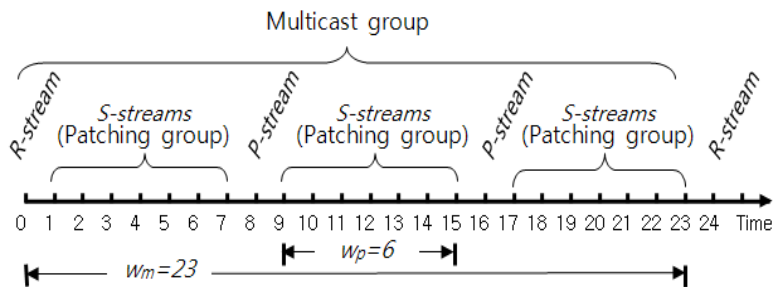 Multicast group
R-stream
S-streams
(Patching group)
P-stream
S-streams
(Patching group)
P-stream
S-streams
(Patching group)
R-stream
0 1 2 3 4 5 6 7 8 9 10 11 12 13 14 15 16 17 18 19 20 21 22 23 24 Time
wp=6
wm=23